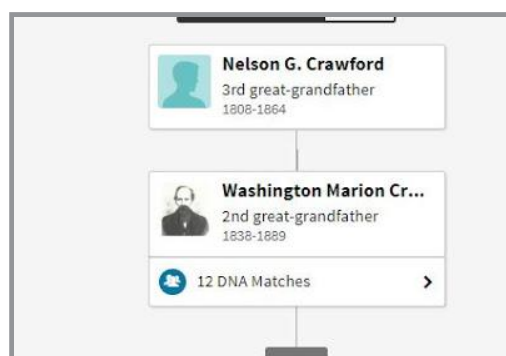 Nelson G. Crawford
3rd great-grandfather
1808-1864
Washington Marion Cr...
2nd great-grandfather
1838-1889
12 DNA Matches